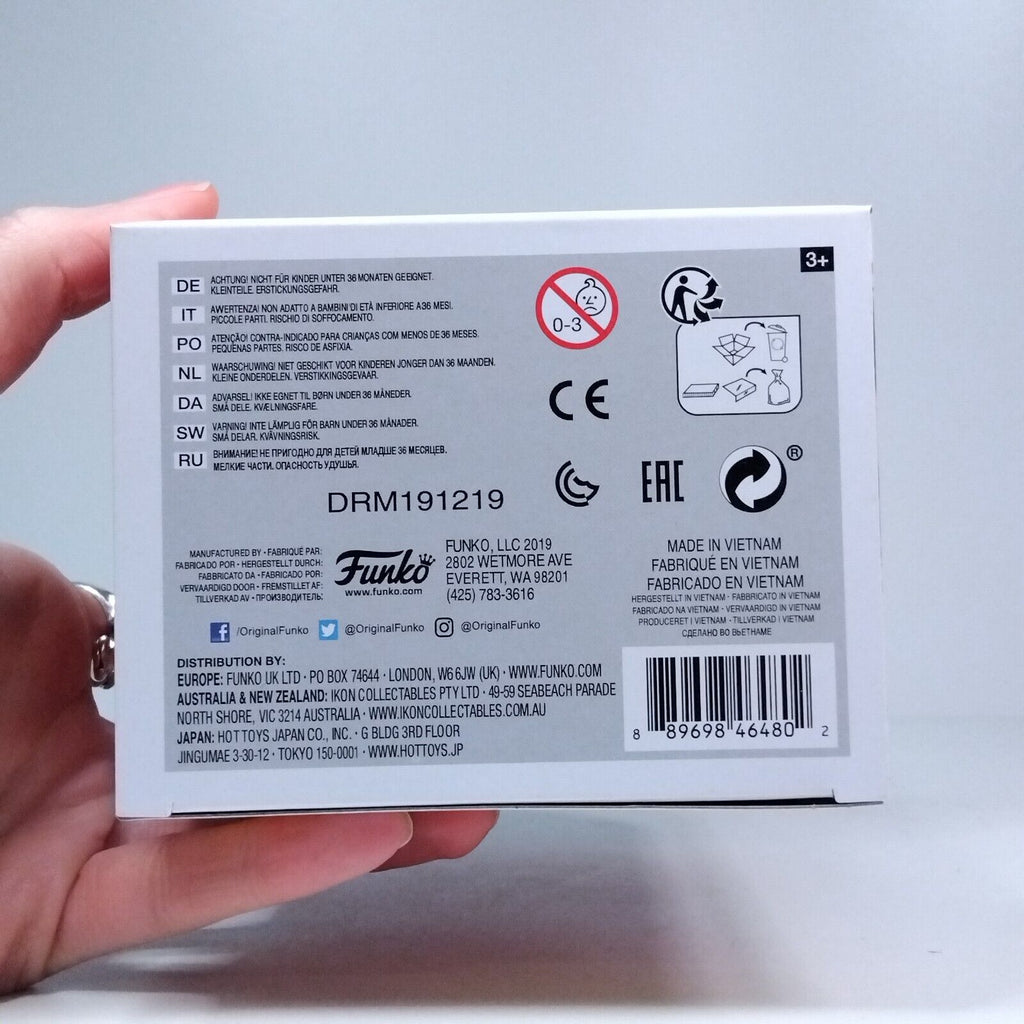 3+
DE ACHTUNG! NICHT FÜR KINDER UNTER 36 MONATEN GEEIGNET.
KLEINTEILE. ERSTICKUNGSGEFAHR.
IT AWERTENZA! NON ADATTO A BAMBINI DI ETÀ INFERIORE A36 MESI.
PICCOLE PARTI. RISCHIO DI SOFFOCAMENTO.
PO ATENÇÃO! CONTRA-INDICADO PARA CRIANÇAS COM MENOS DE 36 MESES.
PEQUENAS PARTES. RISCO DE ASFIXIA.
NL WAARSCHUWING! NIET GESCHIKT VOOR KINDEREN JONGER DAN 36 MAANDEN.
KLEINE ONDERDELEN. VERSTIKKINGSGEVAAR.
DA ADVARSEL! IKKE EGNET TIL BØRN UNDER 36 MÅNEDER.
SMÅ DELE. KVÆLNINGSFARE.
SW VARNING! INTE LÄMPLIG FÖR BARN UNDER 36 MÅNADER.
SMÅ DELAR. KVÄVNINGSRISK.
RU ВНИМАНИЕ! НЕ ПРИГОДНО ДЛЯ ДЕТЕЙ МЛАДШЕ 36 МЕСЯЦЕВ.
МЕЛКИЕ ЧАСТИ. ОПАСНОСТЬ УДУШЬЯ.
0-3
CE
EAC
®
DRM191219
MANUFACTURED BY · FABRIQUÉ PAR:
FABRICADO POR · HERGESTELLT DURCH:
FABBRICATO DA · FABRICADO POR:
VERVAARDIGD DOOR · FREMSTILLET AF:
TILLVERKAD AV · ПРОИЗВОДИТЕЛЬ:
Funko
www.funko.com
FUNKO, LLC 2019
2802 WETMORE AVE
EVERETT, WA 98201
(425) 783-3616
MADE IN VIETNAM
FABRIQUÉ EN VIETNAM
FABRICADO EN VIETNAM
HERGESTELLT IN VIETNAM · FABBRICATO IN VIETNAM
FABRICADO NA VIETNAM · VERVAARDIGD IN VIETNAM
PRODUCERET I VIETNAM · TILLVERKAD I VIETNAM
СДЕЛАНО ВО ВЬЕТНАМЕ
/OriginalFunko @OriginalFunko @OriginalFunko
DISTRIBUTION BY:
EUROPE: FUNKO UK LTD · PO BOX 74644 · LONDON, W6 6JW (UK) · WWW.FUNKO.COM
AUSTRALIA & NEW ZEALAND: IKON COLLECTABLES PTY LTD · 49-59 SEABEACH PARADE
NORTH SHORE, VIC 3214 AUSTRALIA · WWW.IKONCOLLECTABLES.COM.AU
JAPAN: HOT TOYS JAPAN CO., INC. · G BLDG 3RD FLOOR
JINGUMAE 3-30-12 · TOKYO 150-0001 · WWW.HOTTOYS.JP
8 89698 46480 2